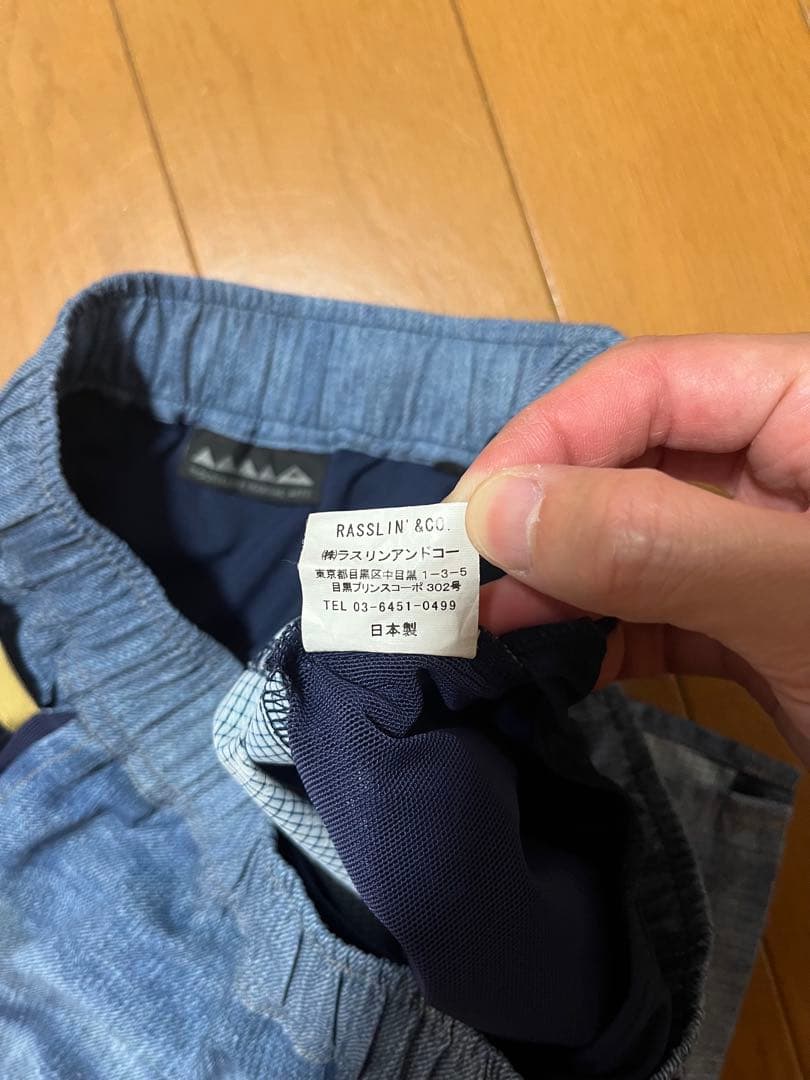 RASSLIN' &CO.
㈱ラスリンアンドコー
東京都目黒区中目黒 1-3-5
目黒プリンスコーポ 302号
TEL 03-6451-0499
日本製